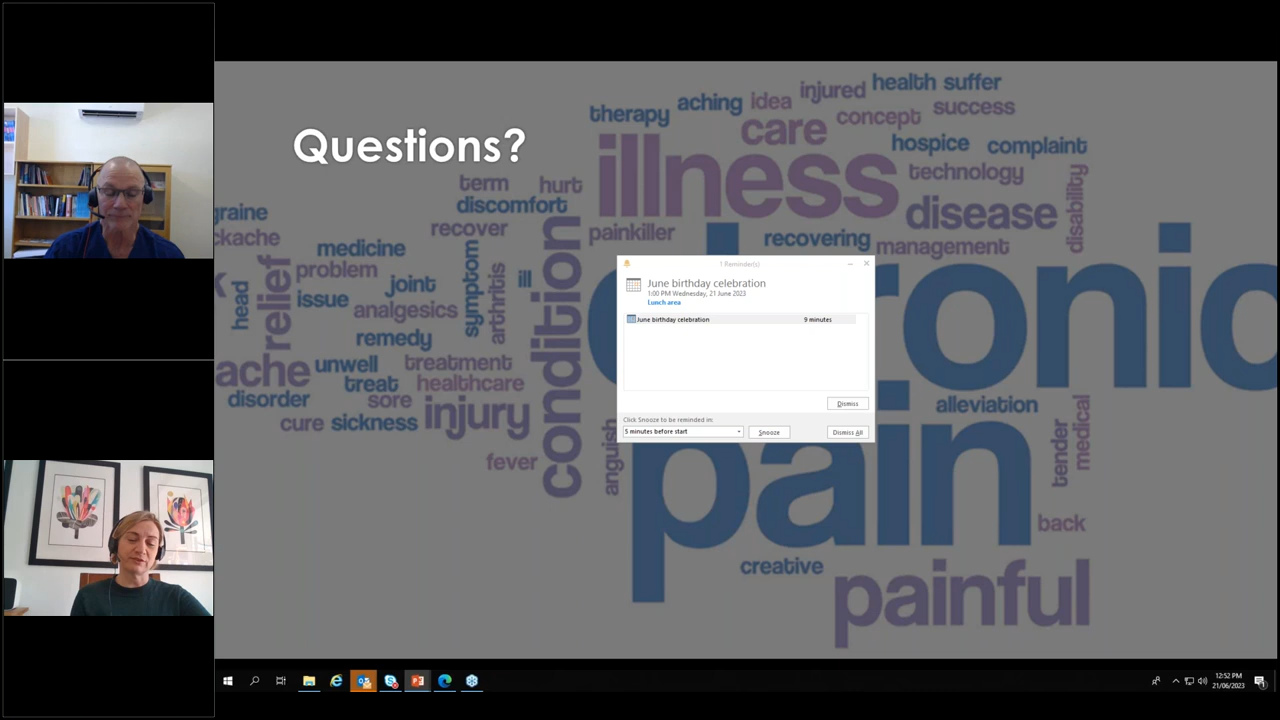 Questions?
health suffer
injured
idea
aching
therapy
success
concept
care
hospice
complaint
illness
technology
disability
disease
term
hurt
discomfort
recover
painkiller
recovering
management
graine
ckache
medicine
relief
problem
joint
symptom
ill
arthritis
condition
head
issue
analgesics
remedy
ache
unwell
treatment
treat
healthcare
disorder
sore
cure
sickness
injury
fever
anguish
alleviation
pain
tender
medical
back
creative
painful
1 Reminder(s)
June birthday celebration
1:00 PM Wednesday, 21 June 2023
Lunch area
June birthday celebration 9 minutes
Dismiss
Click Snooze to be reminded in:
5 minutes before start
Snooze
Dismiss All
12:52 PM
21/06/2023